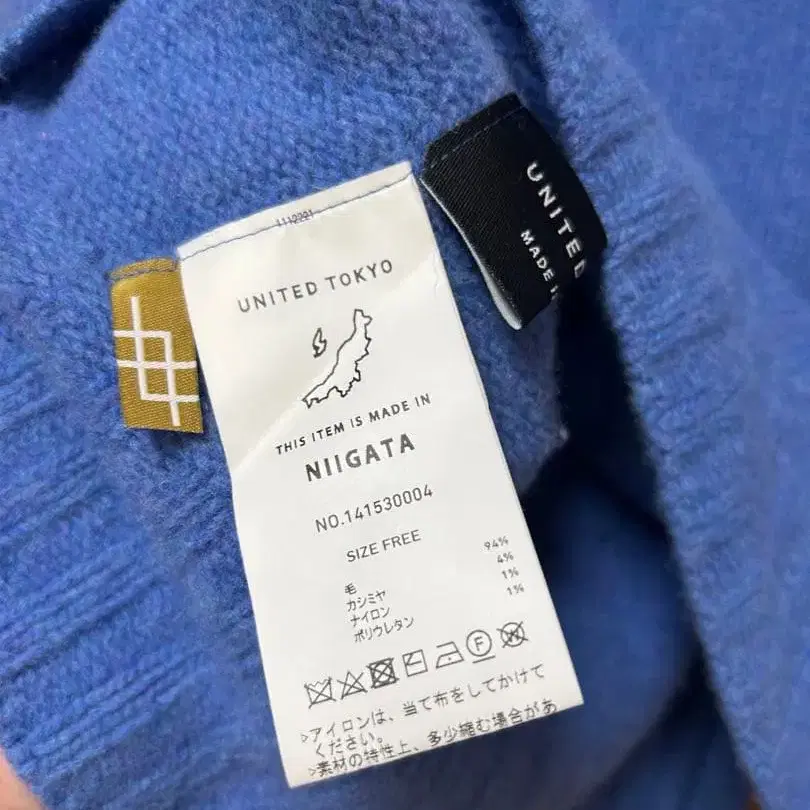 UNITED TOKYO
THIS ITEM IS MADE IN
NIIGATA
NO.141530004
SIZE FREE
毛 94%
カシミヤ 4%
ナイロン 1%
ポリウレタン 1%
F
W
>アイロンは、当て布をしてかけて
ください。
>素材の特性上、多少縮む場合があ
UNITED
MADE